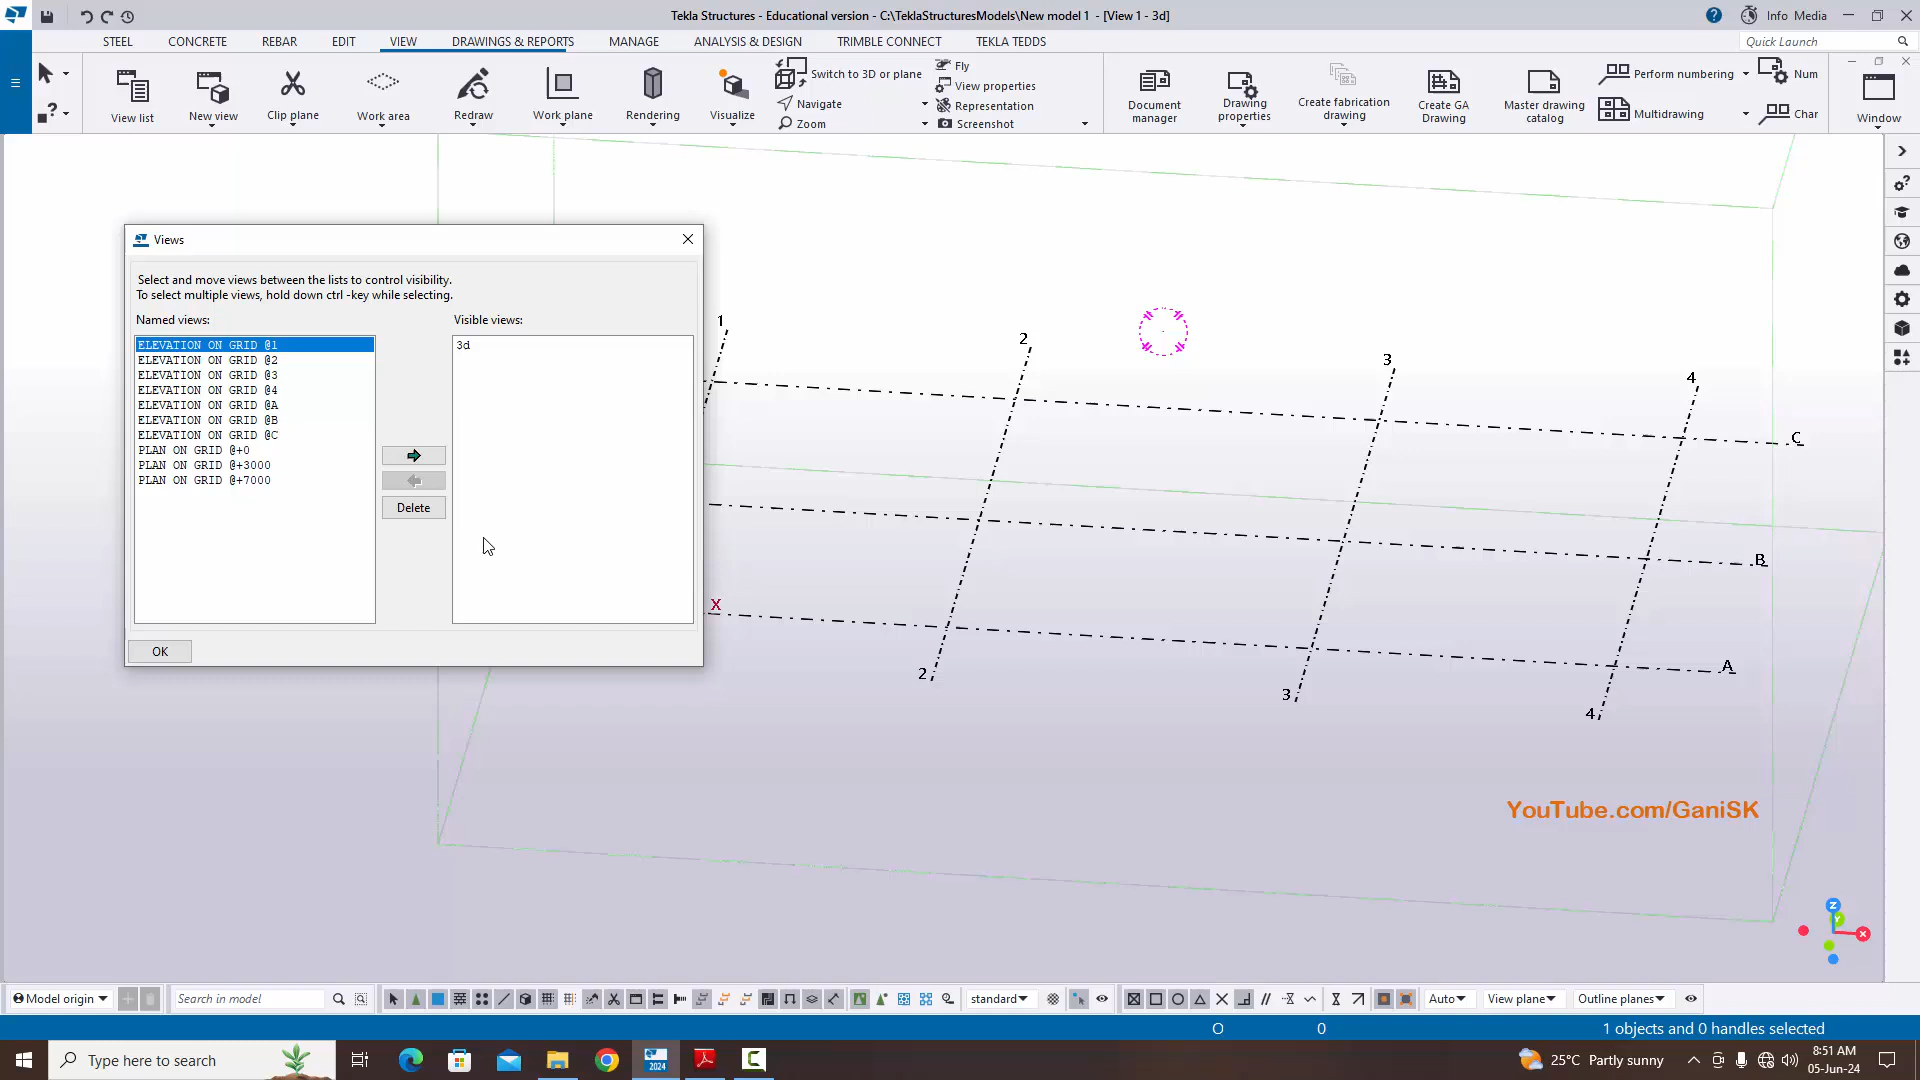 Tekla Structures - Educational version - C:\TeklaStructuresModels\New model 1 - [View 1 - 3d]
Info Media
STEEL
CONCRETE
REBAR
EDIT
VIEW
DRAWINGS & REPORTS
MANAGE
ANALYSIS & DESIGN
TRIMBLE CONNECT
TEKLA TEDDS
Quick Launch
View list
New view
Clip plane
Work area
Redraw
Work plane
Rendering
Visualize
Switch to 3D or plane
Navigate
Zoom
Fly
View properties
Representation
Screenshot
Document
manager
Drawing
properties
Create fabrication
drawing
Create GA
Drawing
Master drawing
catalog
Perform numbering
Multidrawing
Num
Char
Window
Views
Select and move views between the lists to control visibility.
To select multiple views, hold down ctrl -key while selecting.
Named views:
Visible views:
ELEVATION ON GRID @1
ELEVATION ON GRID @2
ELEVATION ON GRID @3
ELEVATION ON GRID @4
ELEVATION ON GRID @A
ELEVATION ON GRID @B
ELEVATION ON GRID @C
PLAN ON GRID @+0
PLAN ON GRID @+3000
PLAN ON GRID @+7000
3d
Delete
OK
1
2
3
4
C
B
X
A
2
3
4
YouTube.com/GaniSK
Z
Y
X
Model origin
Search in model
standard
Auto
View plane
Outline planes
O
0
1 objects and 0 handles selected
Type here to search
2024
25°C Partly sunny
8:51 AM
05-Jun-24